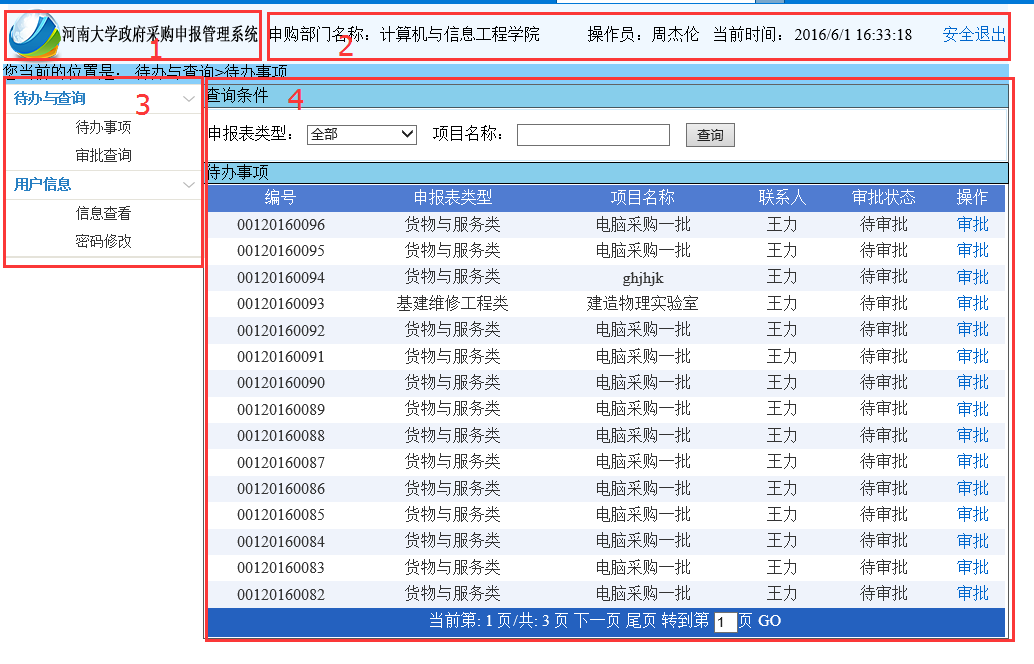 河南大学政府采购申报管理系统 申购部门名称：计算机与信息工程学院 操作员：周杰伦 当前时间：2016/6/1 16:33:18 安全退出
1 2
您当前的位置是： 待办与查询>待办事项
待办与查询 3
待办事项
审批查询
用户信息
信息查看
密码修改
查询条件 4
申报表类型： 全部 项目名称： 查询
待办事项
编号 申报表类型 项目名称 联系人 审批状态 操作
00120160096 货物与服务类 电脑采购一批 王力 待审批 审批
00120160095 货物与服务类 电脑采购一批 王力 待审批 审批
00120160094 货物与服务类 ghjhjk 王力 待审批 审批
00120160093 基建维修工程类 建造物理实验室 王力 待审批 审批
00120160092 货物与服务类 电脑采购一批 王力 待审批 审批
00120160091 货物与服务类 电脑采购一批 王力 待审批 审批
00120160090 货物与服务类 电脑采购一批 王力 待审批 审批
00120160089 货物与服务类 电脑采购一批 王力 待审批 审批
00120160088 货物与服务类 电脑采购一批 王力 待审批 审批
00120160087 货物与服务类 电脑采购一批 王力 待审批 审批
00120160086 货物与服务类 电脑采购一批 王力 待审批 审批
00120160085 货物与服务类 电脑采购一批 王力 待审批 审批
00120160084 货物与服务类 电脑采购一批 王力 待审批 审批
00120160083 货物与服务类 电脑采购一批 王力 待审批 审批
00120160082 货物与服务类 电脑采购一批 王力 待审批 审批
当前第: 1 页/共: 3 页 下一页 尾页 转到第 1 页 GO